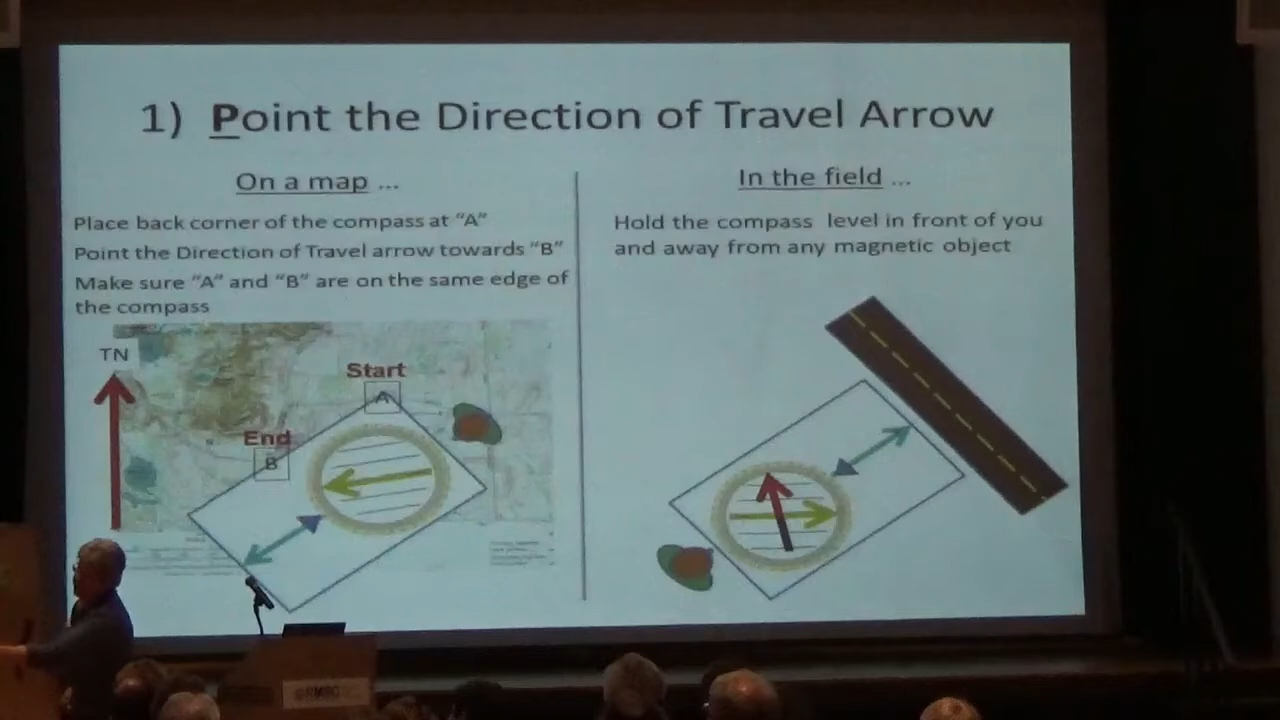 1) Point the Direction of Travel Arrow
On a map ...
Place back corner of the compass at “A”
Point the Direction of Travel arrow towards “B”
Make sure “A” and “B” are on the same edge of
the compass
TN
Start
A
End
B
In the field ...
Hold the compass level in front of you
and away from any magnetic object